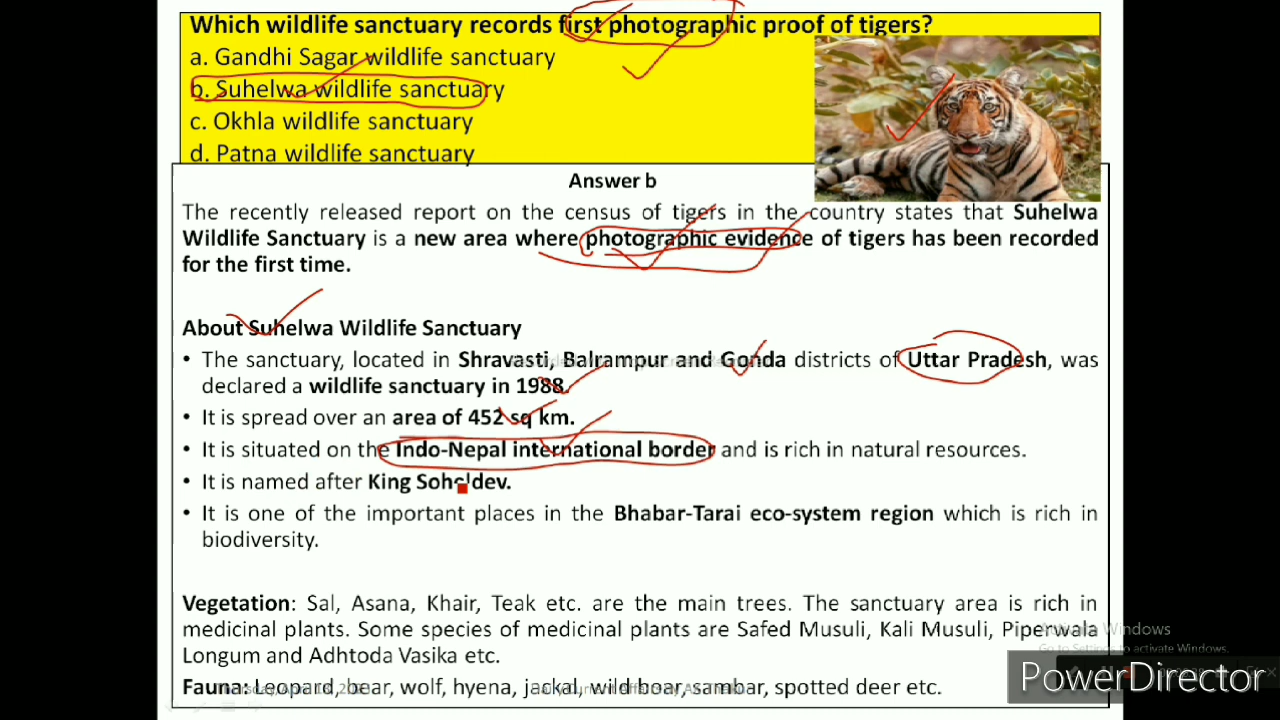 Which wildlife sanctuary records first photographic proof of tigers?
a. Gandhi Sagar wildlife sanctuary
b. Suhelwa wildlife sanctuary
c. Okhla wildlife sanctuary
d. Patna wildlife sanctuary
Answer b
The recently released report on the census of tigers in the country states that Suhelwa
Wildlife Sanctuary is a new area where photographic evidence of tigers has been recorded
for the first time.
About Suhelwa Wildlife Sanctuary
• The sanctuary, located in Shravasti, Balrampur and Gonda districts of Uttar Pradesh, was
declared a wildlife sanctuary in 1988.
• It is spread over an area of 452 sq km.
• It is situated on the Indo-Nepal international border and is rich in natural resources.
• It is named after King
• It is one of the important places in the Bhabar-Tarai eco-system region which is rich in
biodiversity.
Vegetation: Sal, Asana, Khair, Teak etc. are the main trees. The sanctuary area is rich in
medicinal plants. Some species of medicinal plants are Safed Musuli, Kali Musuli, Piperwala
Longum and Adhtoda Vasika etc.
Activate Windows
Go to Settings to activate Windows.
Fauna: Leopard, bear, wolf, hyena, jackal, wild boar, sambar, spotted deer etc.
PowerDirector